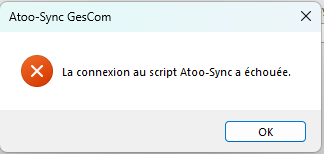 Atoo-Sync GesCom
La connexion au script Atoo-Sync a échouée.
OK